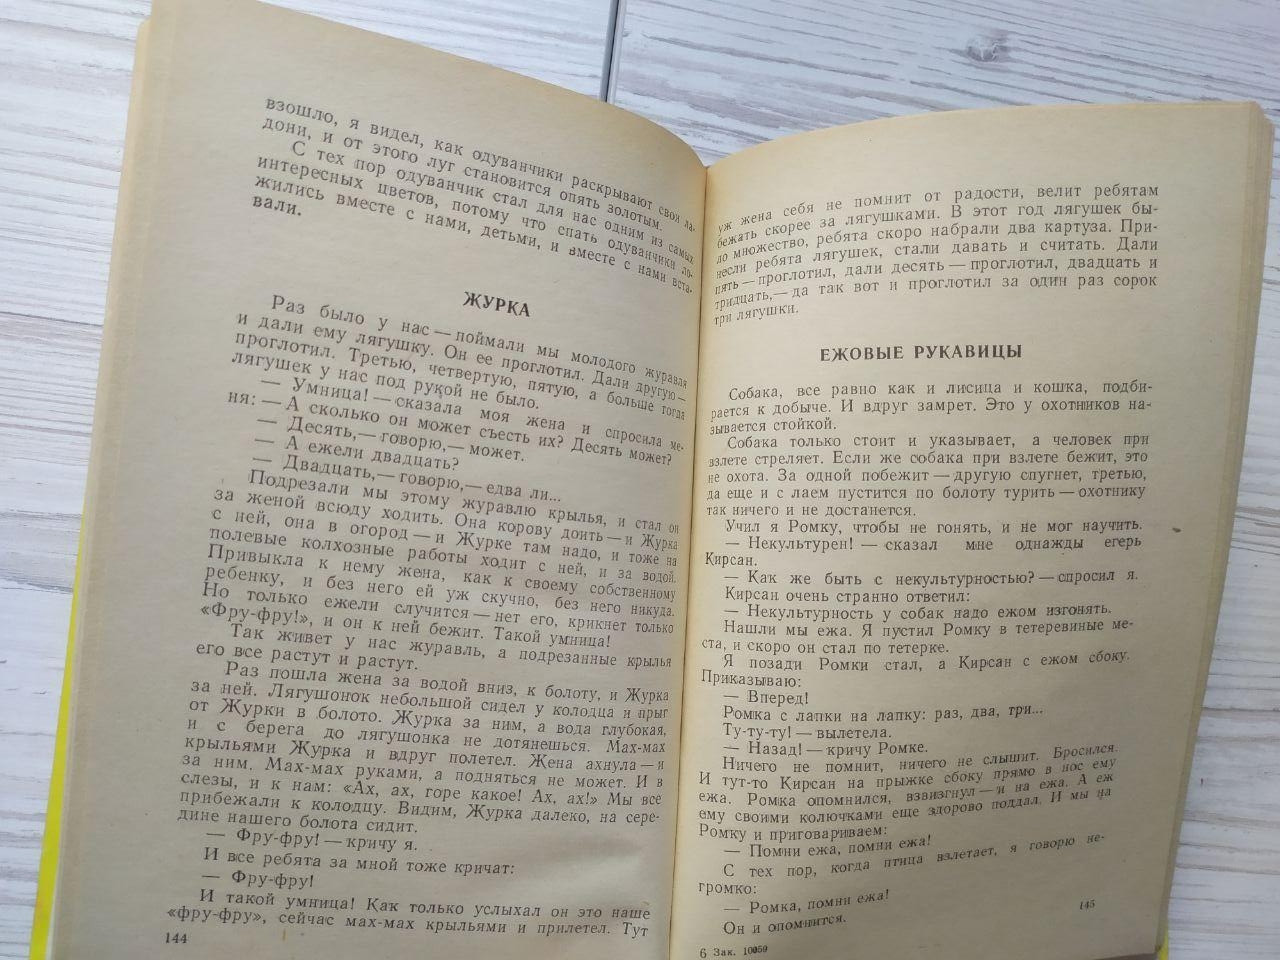 взошло, я видел, как одуванчики раскрывают свои ла-
дони, и от этого луг становится опять золотым.
С тех пор одуванчик стал для нас одним из самых
интересных цветов, потому что спать одуванчики ло-
жились вместе с нами, детьми, и вместе с нами вста-
вали.
ЖУРКА
Раз было у нас — поймали мы молодого журавля
и дали ему лягушку. Он ее проглотил. Дали другую —
проглотил. Третью, четвертую, пятую, а больше тогда
лягушек у нас под рукой не было.
— Умница! — сказала моя жена и спросила ме-
ня: — А сколько он может съесть их? Десять может?
— Десять,— говорю,— может.
— А ежели двадцать?
— Двадцать,— говорю,— едва ли...
Подрезали мы этому журавлю крылья, и стал он
за женой всюду ходить. Она корову доить — и Журка
с ней, она в огород — и Журке там надо, и тоже на
полевые колхозные работы ходит с ней, и за водой.
Привыкла к нему жена, как к своему собственному
ребенку, и без него ей уж скучно, без него никуда.
Но только ежели случится — нет его, крикнет только
«Фру-фру!», и он к ней бежит. Такой умница!
Так живет у нас журавль, а подрезанные крылья
его все растут и растут.
Раз пошла жена за водой вниз, к болоту, и Журка
за ней. Лягушонок небольшой сидел у колодца и прыг
от Журки в болото. Журка за ним, а вода глубокая,
и с берега до лягушонка не дотянешься. Мах-мах
крыльями Журка и вдруг полетел. Жена ахнула — и
за ним. Мах-мах руками, а подняться не может. И в
слезы, и к нам: «Ах, ах, горе какое! Ах, ах!» Мы все
прибежали к колодцу. Видим, Журка далеко, на сере-
дине нашего болота сидит.
— Фру-фру! — кричу я.
И все ребята за мной тоже кричат:
— Фру-фру!
И такой умница! Как только услыхал он это наше
«фру-фру», сейчас мах-мах крыльями и прилетел. Тут
144
уж жена себя не помнит от радости, велит ребятам
бежать скорее за лягушками. В этот год лягушек бы-
ло множество, ребята скоро набрали два картуза. При-
несли ребята лягушек, стали давать и считать. Дали
пять — проглотил, дали десять — проглотил, двадцать и
тридцать,— да так вот и проглотил за один раз сорок
три лягушки.
ЕЖОВЫЕ РУКАВИЦЫ
Собака, все равно как и лисица и кошка, подби-
рается к добыче. И вдруг замрет. Это у охотников на-
зывается стойкой.
Собака только стоит и указывает, а человек при
взлете стреляет. Если же собака при взлете бежит, это
не охота. За одной побежит — другую спугнет, третью,
да еще и с лаем пустится по болоту турить — охотнику
так ничего и не достанется.
Учил я Ромку, чтобы не гонять, и не мог научить.
— Некультурен! — сказал мне однажды егерь
Кирсан.
— Как же быть с некультурностью? — спросил я.
Кирсан очень странно ответил:
— Некультурность у собак надо ежом изгонять.
Нашли мы ежа. Я пустил Ромку в тетеревиные ме-
ста, и скоро он стал по тетерке.
Я позади Ромки стал, а Кирсан с ежом сбоку.
Приказываю:
— Вперед!
Ромка с лапки на лапку: раз, два, три...
Ту-ту-ту! — вылетела.
— Назад! — кричу Ромке.
Ничего не помнит, ничего не слышит. Бросился.
И тут-то Кирсан на прыжке сбоку прямо в нос ему
ежа. Ромка опомнился, взвизгнул — и на ежа. А еж
ему своими колючками еще здорово поддал. И мы на
Ромку и приговариваем:
— Помни ежа, помни ежа!
С тех пор, когда птица взлетает, я говорю не-
громко:
— Ромка, помни ежа!
Он и опомнится.
145
6 Зак. 10059